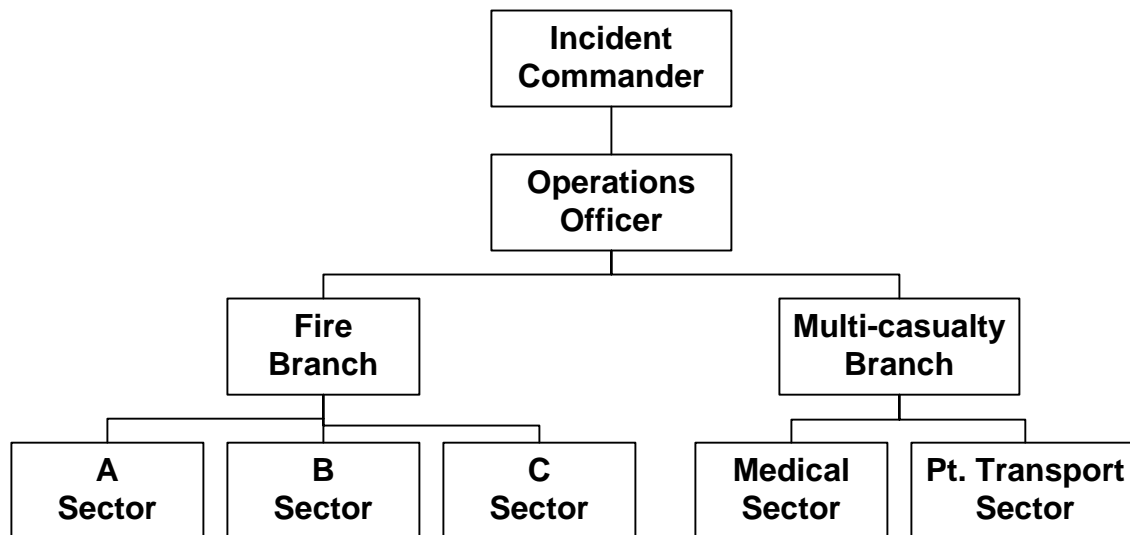 Incident
Commander
Operations
Officer
Fire
Branch
Multi-casualty
Branch
A
Sector
B
Sector
C
Sector
Medical
Sector
Pt. Transport
Sector